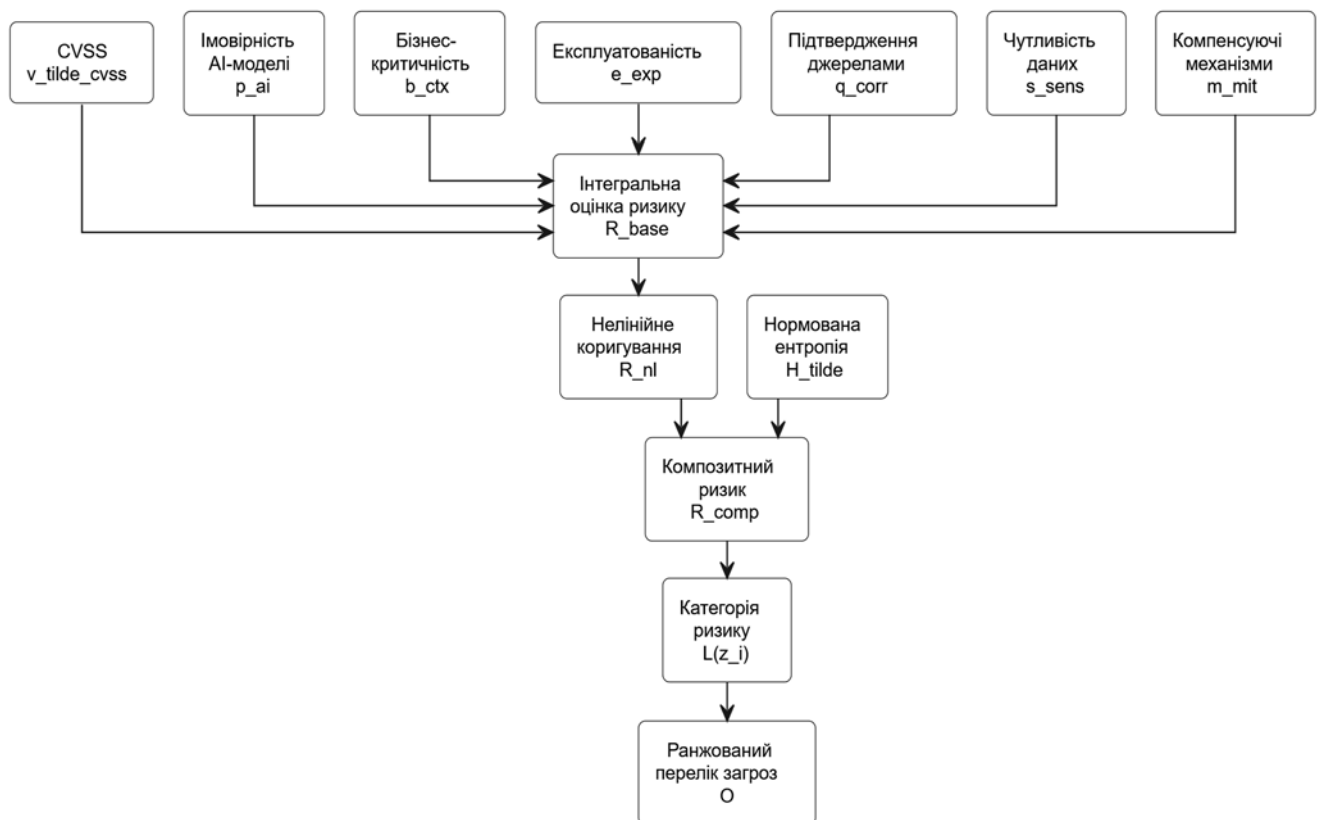 CVSS
v_tilde_cvss
Імовірність
AI-моделі
p_ai
Бізнес-
критичність
b_ctx
Експлуатованість
e_exp
Підтвердження
джерелами
q_corr
Чутливість
даних
s_sens
Компенсуючі
механізми
m_mit
Інтегральна
оцінка ризику
R_base
Нелінійне
коригування
R_nl
Нормована
ентропія
H_tilde
Композитний
ризик
R_comp
Категорія
ризику
L(z_i)
Ранжований
перелік загроз
O